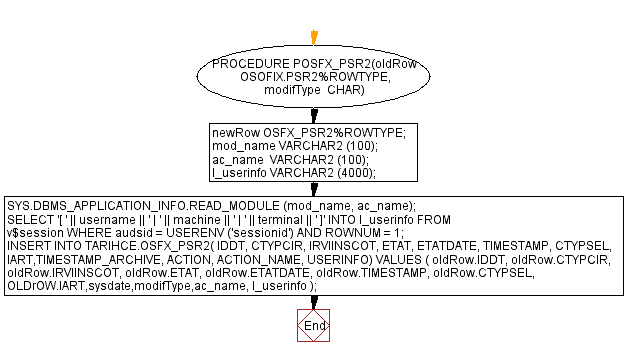 PROCEDURE POSFX_PSR2(oldRow
OSOFIX.PSR2%ROWTYPE,
modifType  CHAR)
newRow OSFX_PSR2%ROWTYPE;
mod_name VARCHAR2 (100);
ac_name  VARCHAR2 (100);
l_userinfo VARCHAR2 (4000);
SYS.DBMS_APPLICATION_INFO.READ_MODULE (mod_name, ac_name);
SELECT '[ ' || username || ' | ' || machine || ' | ' || terminal || ' ]' INTO l_userinfo FROM
v$session WHERE audsid = USERENV ('sessionid') AND ROWNUM = 1;
INSERT INTO TARIHCE.OSFX_PSR2( IDDT, CTYPCIR, IRVIINSCOT, ETAT, ETATDATE, TIMESTAMP, CTYPSEL,
IART,TIMESTAMP_ARCHIVE, ACTION, ACTION_NAME, USERINFO) VALUES ( oldRow.IDDT, oldRow.CTYPCIR,
oldRow.IRVIINSCOT, oldRow.ETAT, oldRow.ETATDATE, oldRow.TIMESTAMP, oldRow.CTYPSEL,
OLDrOW.IART,sysdate,modifType,ac_name, l_userinfo );
End